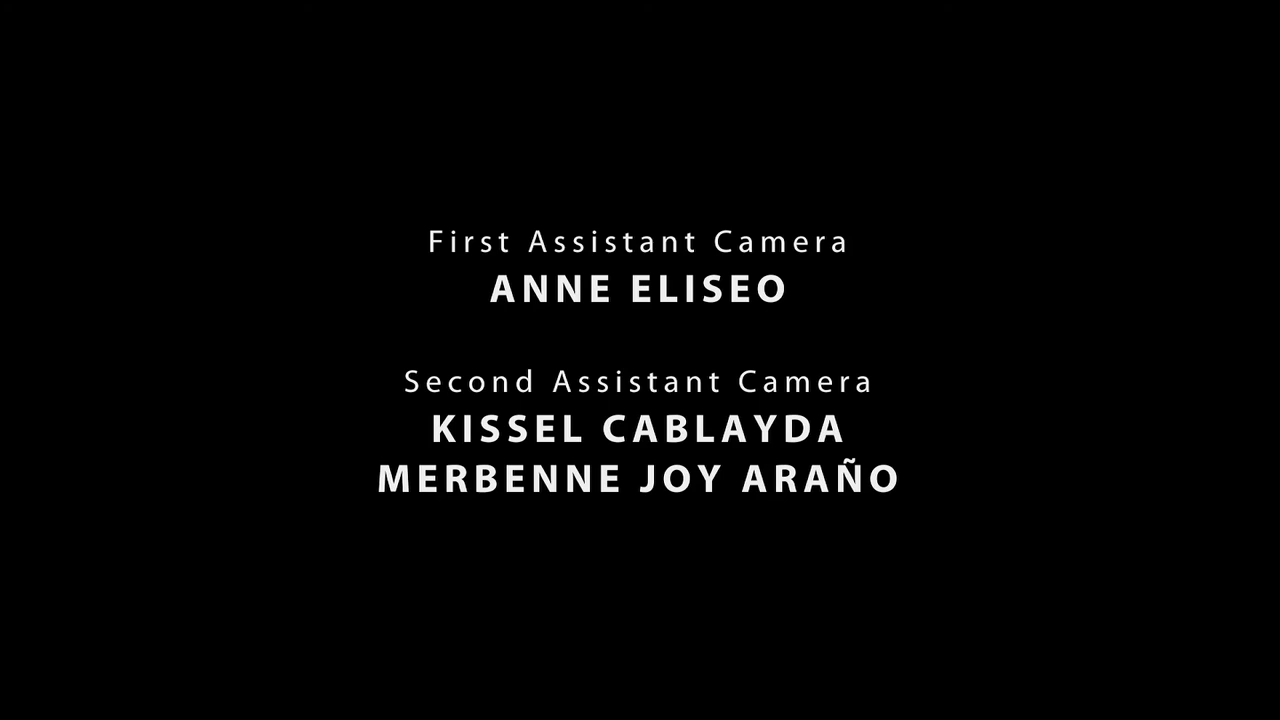 First Assistant Camera
ANNE ELISEO
Second Assistant Camera
KISSEL CABLAYDA
MERBENNE JOY ARAÑO